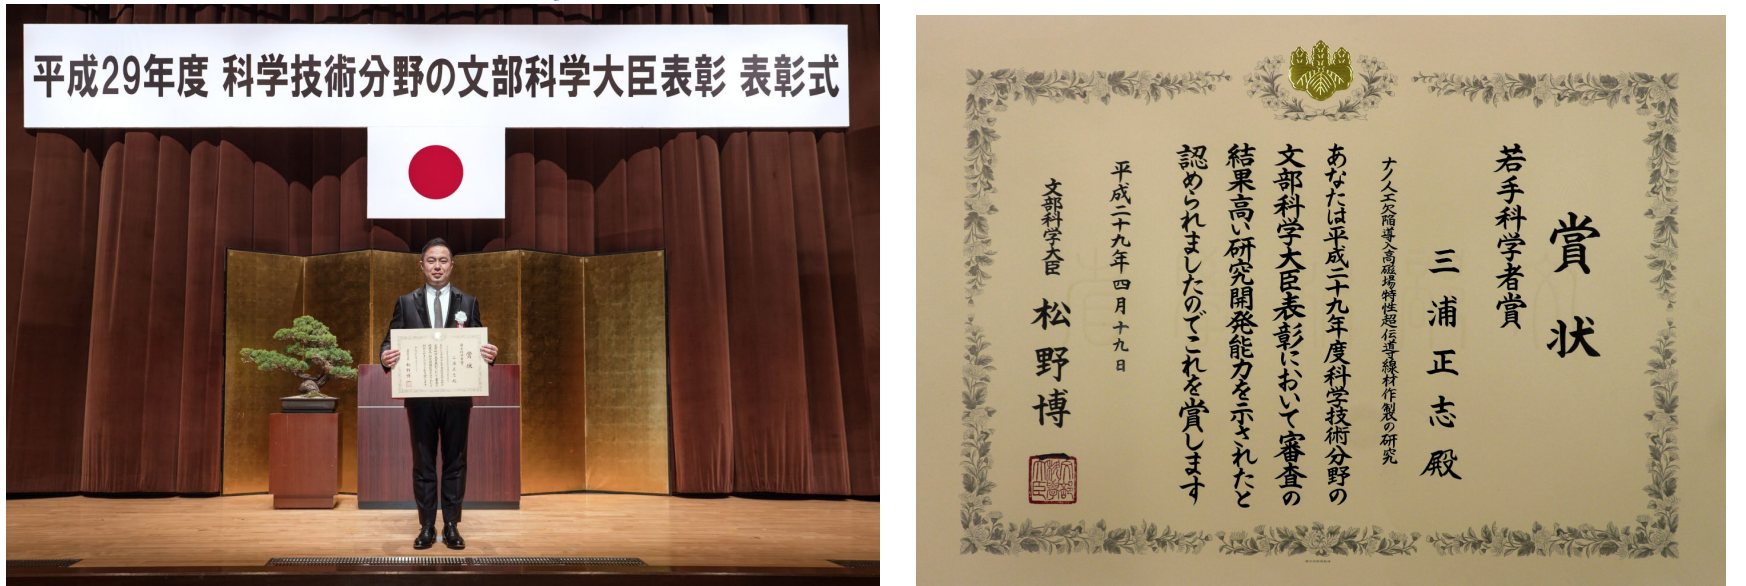 平成29年度 科学技術分野の文部科学大臣表彰 表彰式
賞状
若手科学者賞
三浦正志殿
ナノ人工欠陥導入高磁場特性超伝導線材作製の研究
あなたは平成二十九年度科学技術分野の
文部科学大臣表彰において審査の
結果高い研究開発能力を示されたと
認められましたのでこれを賞します
平成二十九年四月十九日
文部科学大臣 松野博一